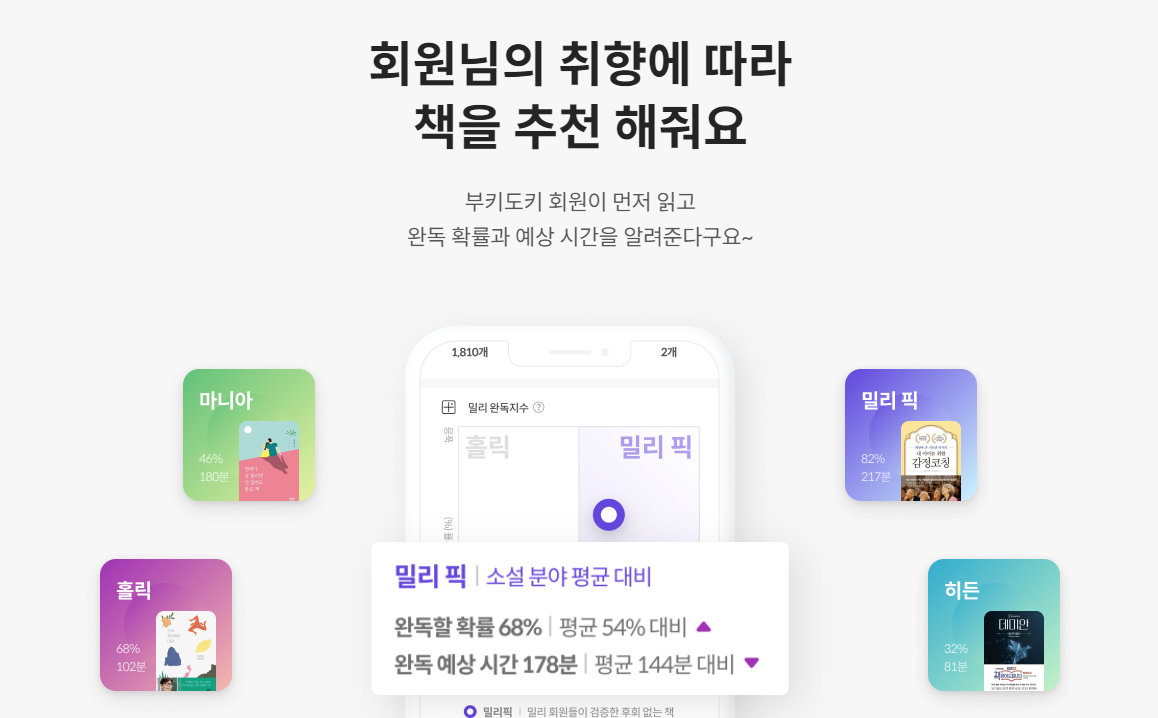 회원님의 취향에 따라
책을 추천 해줘요
부키도키 회원이 먼저 읽고
완독 확률과 예상 시간을 알려준다구요~
1,810개
2개
밀리 완독지수 ?
홀릭
밀리 픽
마니아
46%
180분
밀리 픽
82%
217분
내 아이를 위한
감정코칭
밀리 픽 | 소설 분야 평균 대비
완독할 확률 68% | 평균 54% 대비 ▲
완독 예상 시간 178분 | 평균 144분 대비 ▼
홀릭
68%
102분
히든
32%
81분
데미안
밀리픽 | 밀리 회원들이 검증한 후회 없는 책